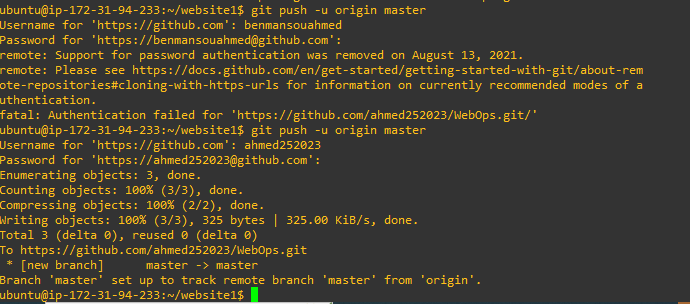 ubuntu@ip-172-31-94-233:~/website1$ git push -u origin master
Username for 'https://github.com': benmansouahmed
Password for 'https://benmansouahmed@github.com':
remote: Support for password authentication was removed on August 13, 2021.
remote: Please see https://docs.github.com/en/get-started/getting-started-with-git/about-rem
ote-repositories#cloning-with-https-urls for information on currently recommended modes of a
uthentication.
fatal: Authentication failed for 'https://github.com/ahmed252023/WebOps.git/'
ubuntu@ip-172-31-94-233:~/website1$ git push -u origin master
Username for 'https://github.com': ahmed252023
Password for 'https://ahmed252023@github.com':
Enumerating objects: 3, done.
Counting objects: 100% (3/3), done.
Compressing objects: 100% (2/2), done.
Writing objects: 100% (3/3), 325 bytes | 325.00 KiB/s, done.
Total 3 (delta 0), reused 0 (delta 0)
To https://github.com/ahmed252023/WebOps.git
 * [new branch]      master -> master
Branch 'master' set up to track remote branch 'master' from 'origin'.
ubuntu@ip-172-31-94-233:~/website1$